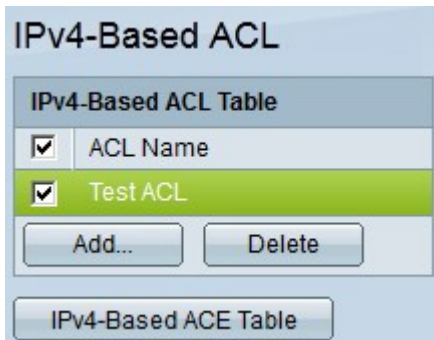 IPv4-Based ACL
IPv4-Based ACL Table
ACL Name
Test ACL
Add... Delete
IPv4-Based ACE Table